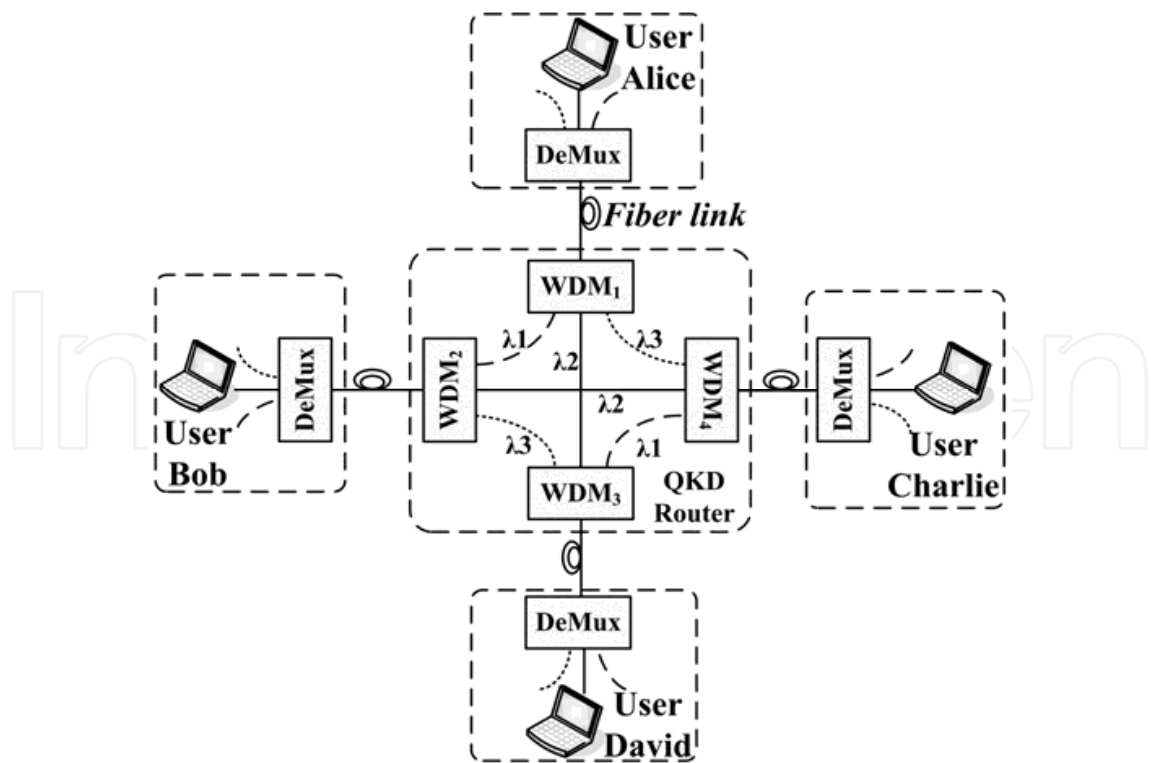 User
Alice
DeMux
Fiber link
WDM₁
λ1
λ3
λ2
WDM₂
WDM₄
DeMux
DeMux
λ2
User
Bob
λ3
λ1
User
Charlie
WDM₃
QKD
Router
DeMux
User
David